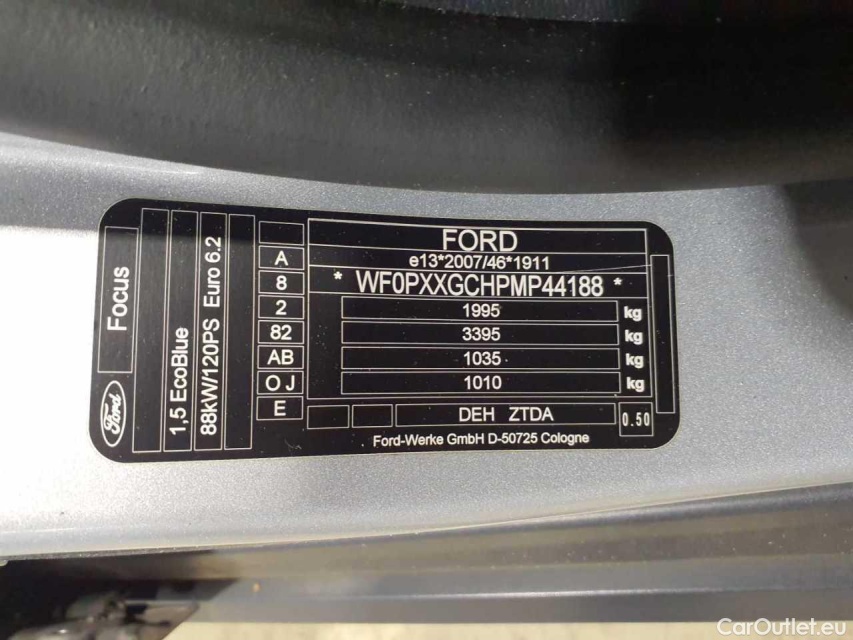 FORD
e13*2007/46*1911
* WF0PXXGCHPMP44188 *
1995 kg
3395 kg
1035 kg
1010 kg
DEH ZTDA
0.50
Ford-Werke GmbH D-50725 Cologne
A
8
2
82
AB
OJ
E
Focus
Ford
1,5 EcoBlue
88kW/120PS Euro 6.2
CarOutlet.eu